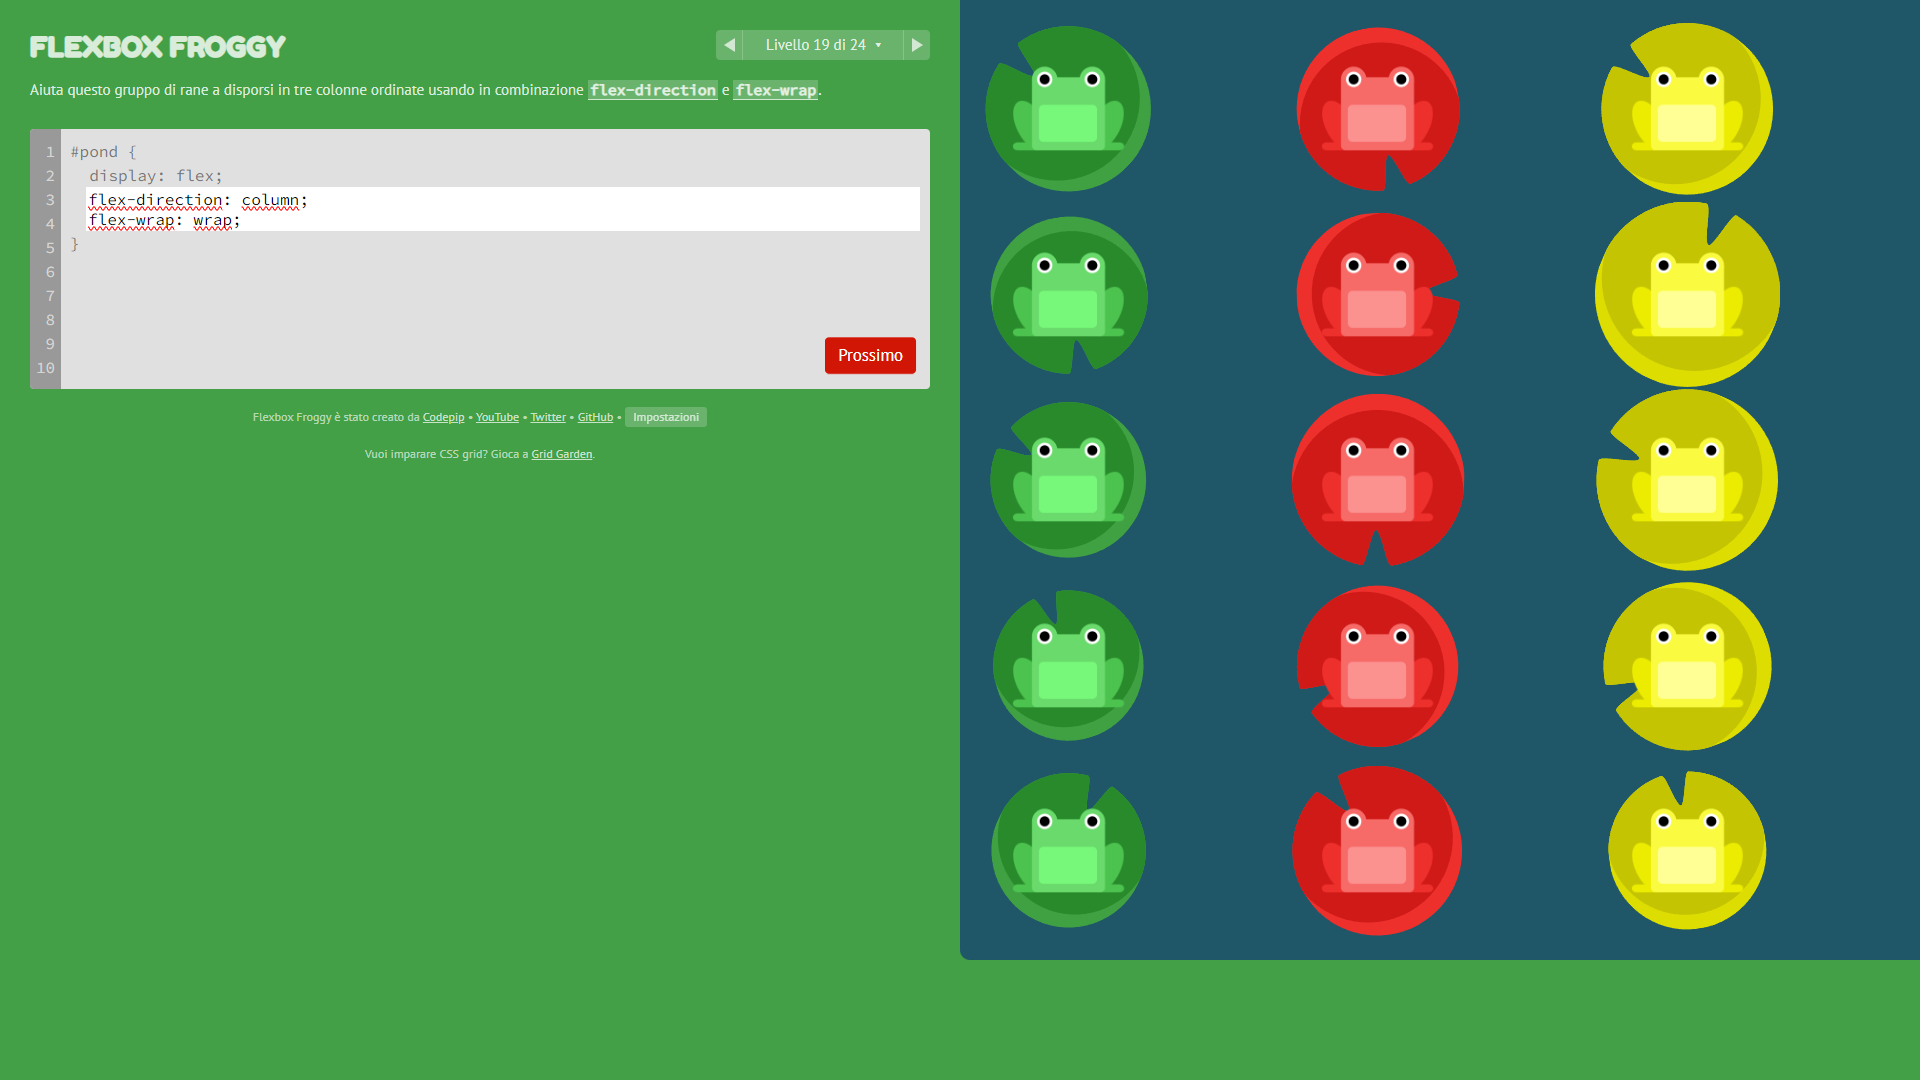 FLEXBOX FROGGY
Livello 19 di 24
Aiuta questo gruppo di rane a disporsi in tre colonne ordinate usando in combinazione flex-direction e flex-wrap.
1 #pond {
2 display: flex;
3 flex-direction: column;
4 flex-wrap: wrap;
5 }
6
7
8
9
10
Prossimo
Flexbox Froggy è stato creato da Codepip • YouTube • Twitter • GitHub • Impostazioni
Vuoi imparare CSS grid? Gioca a Grid Garden.